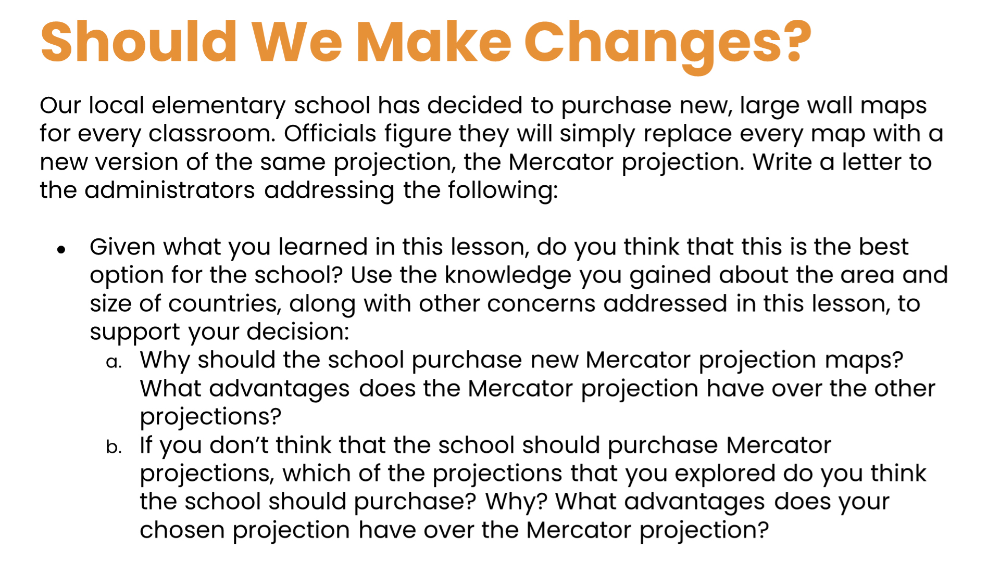 Should We Make Changes?
Our local elementary school has decided to purchase new, large wall maps
for every classroom. Officials figure they will simply replace every map with a
new version of the same projection, the Mercator projection. Write a letter to
the administrators addressing the following:
● Given what you learned in this lesson, do you think that this is the best
option for the school? Use the knowledge you gained about the area and
size of countries, along with other concerns addressed in this lesson, to
support your decision:
a. Why should the school purchase new Mercator projection maps?
What advantages does the Mercator projection have over the other
projections?
b. If you don’t think that the school should purchase Mercator
projections, which of the projections that you explored do you think
the school should purchase? Why? What advantages does your
chosen projection have over the Mercator projection?